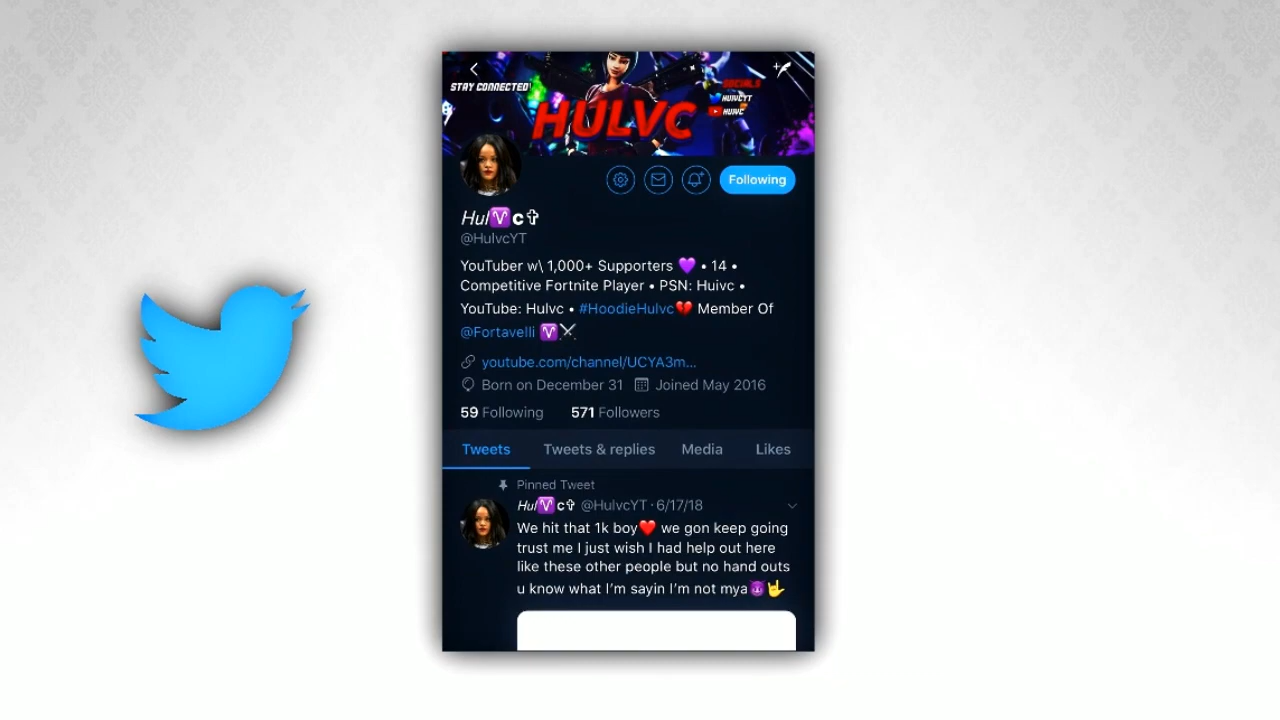 STAY CONNECTED
HULVC
SOCIALS
HUIVCYT
HUIVC
Following
Hul♈c✞
@HulvcYT
YouTuber w\ 1,000+ Supporters 💜 • 14 •
Competitive Fortnite Player • PSN: Huivc •
YouTube: Hulvc • #HoodieHulvc💔 Member Of
@Fortavelli ♈⚔
youtube.com/channel/UCYA3m...
Born on December 31 Joined May 2016
59 Following 571 Followers
Tweets Tweets & replies Media Likes
Pinned Tweet
Hul♈c✞ @HulvcYT · 6/17/18
We hit that 1k boy❤️ we gon keep going
trust me I just wish I had help out here
like these other people but no hand outs
u know what I'm sayin I'm not mya😈🤟